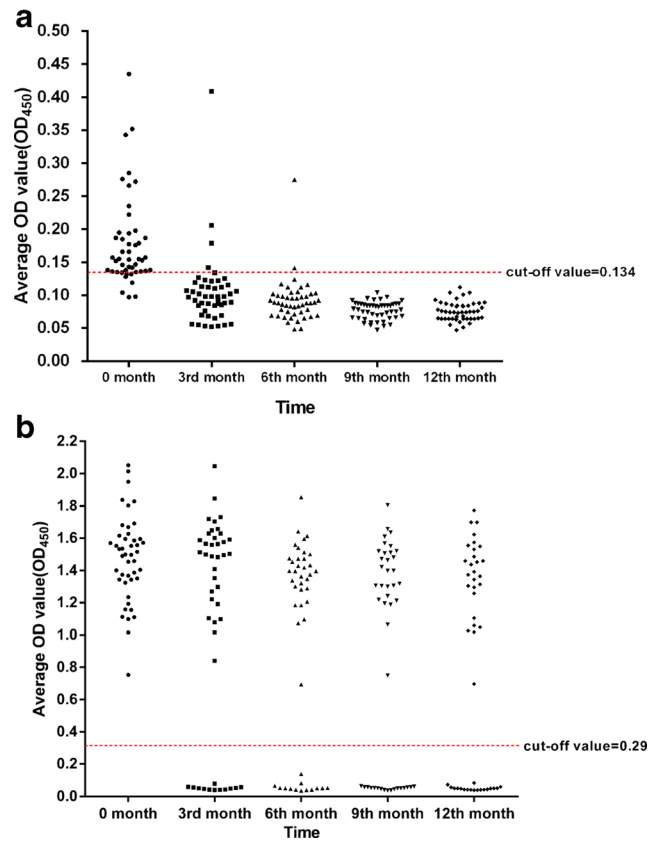 a
Average OD value(OD450)
0.50
0.45
0.40
0.35
0.30
0.25
0.20
0.15
0.10
0.05
0.00
cut-off value=0.134
0 month 3rd month 6th month 9th month 12th month
Time
b
Average OD value(OD450)
2.2
2.0
1.8
1.6
1.4
1.2
1.0
0.8
0.6
0.4
0.2
0.0
cut-off value=0.29
0 month 3rd month 6th month 9th month 12th month
Time